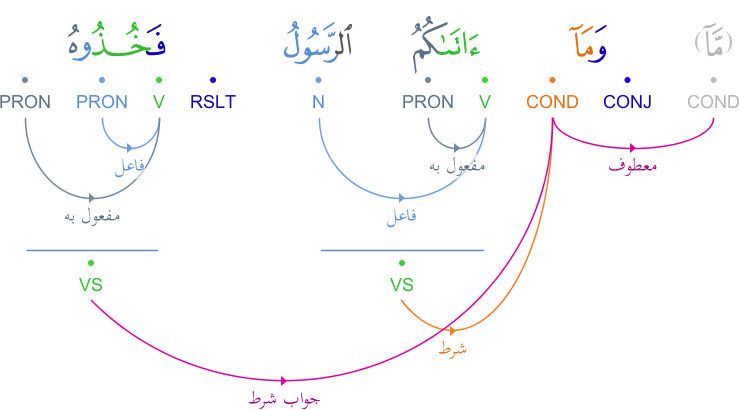 (مَّآ) وَمَآ ءَاتَىٰكُمُ ٱلرَّسُولُ فَخُذُوهُ
PRON PRON V RSLT N PRON V COND CONJ COND
فاعل مفعول به معطوف
مفعول به فاعل
VS VS
شرط
جواب شرط